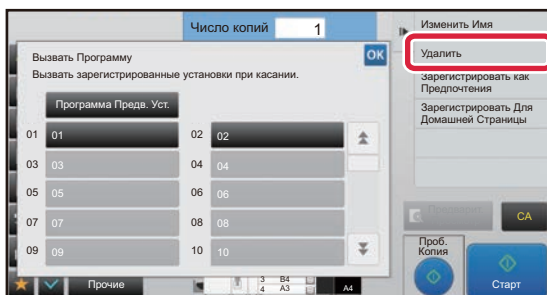 Число копий 1
Изменить Имя
OK
Вызвать Программу
Удалить
Вызвать зарегистрированные установки при касании.
Зарегистрировать как
Предпочтения
Программа Предв. Уст.
Зарегистрировать Для
Домашней Страницы
01 01 02 02
03 03 04 04
05 05 06 06
07 07 08 08
CA
09 09 10 10
Проб.
Копия
Прочие
3 B4
4 A3
A4
Старт